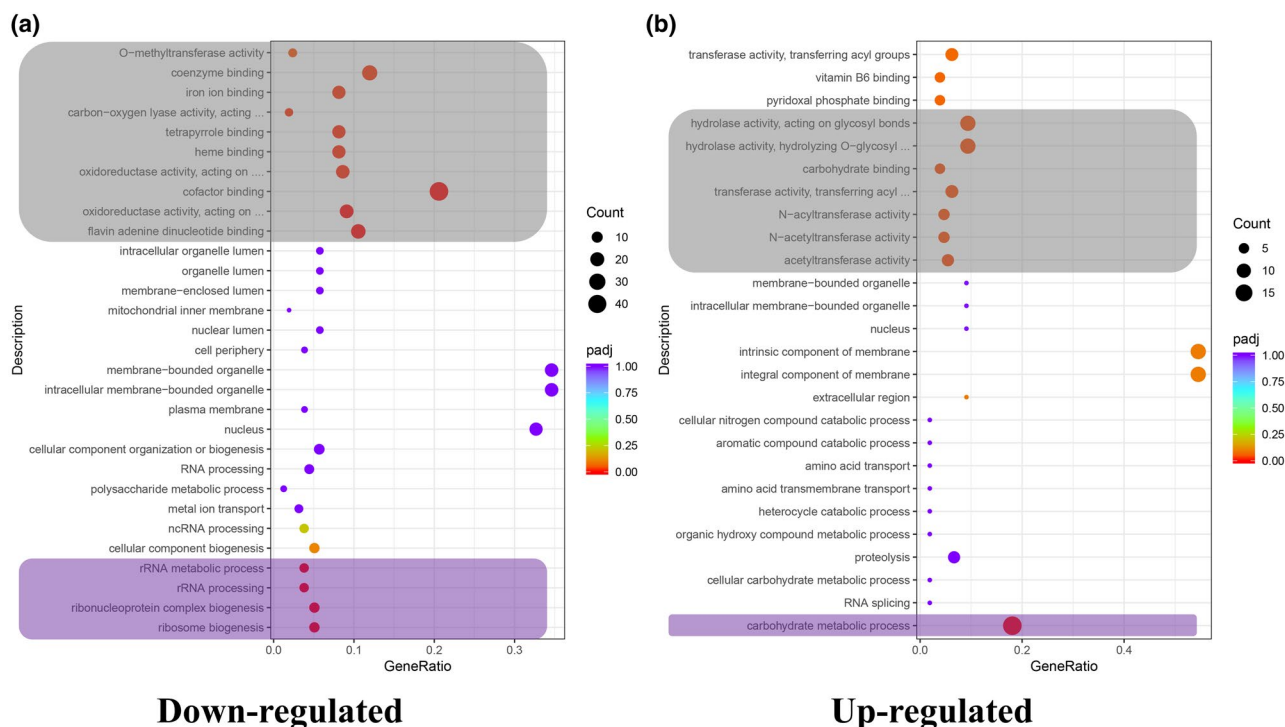 (a)
O−methyltransferase activity
coenzyme binding
iron ion binding
carbon−oxygen lyase activity, acting ...
tetrapyrrole binding
heme binding
oxidoreductase activity, acting on ....
cofactor binding
oxidoreductase activity, acting on ...
flavin adenine dinucleotide binding
intracellular organelle lumen
organelle lumen
membrane−enclosed lumen
mitochondrial inner membrane
nuclear lumen
cell periphery
membrane−bounded organelle
intracellular membrane−bounded organelle
plasma membrane
nucleus
cellular component organization or biogenesis
RNA processing
polysaccharide metabolic process
metal ion transport
ncRNA processing
cellular component biogenesis
rRNA metabolic process
rRNA processing
ribonucleoprotein complex biogenesis
ribosome biogenesis
Description
0.0 0.1 0.2 0.3
GeneRatio
Count
10
20
30
40
padj
1.00
0.75
0.50
0.25
0.00
Down-regulated
(b)
transferase activity, transferring acyl groups
vitamin B6 binding
pyridoxal phosphate binding
hydrolase activity, acting on glycosyl bonds
hydrolase activity, hydrolyzing O−glycosyl ...
carbohydrate binding
transferase activity, transferring acyl ...
N−acyltransferase activity
N−acetyltransferase activity
acetyltransferase activity
membrane−bounded organelle
intracellular membrane−bounded organelle
nucleus
intrinsic component of membrane
integral component of membrane
extracellular region
cellular nitrogen compound catabolic process
aromatic compound catabolic process
amino acid transport
amino acid transmembrane transport
heterocycle catabolic process
organic hydroxy compound metabolic process
proteolysis
cellular carbohydrate metabolic process
RNA splicing
carbohydrate metabolic process
Description
0.0 0.2 0.4
GeneRatio
Count
5
10
15
padj
1.00
0.75
0.50
0.25
0.00
Up-regulated